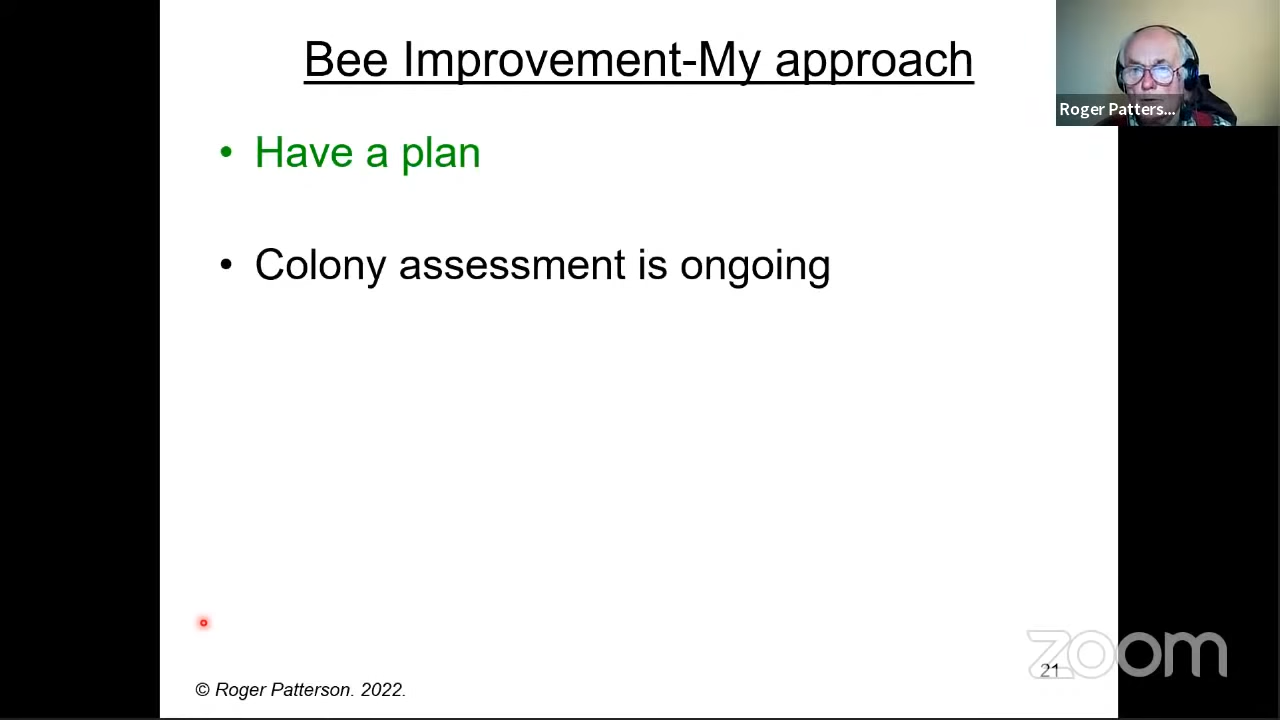 Bee Improvement-My approach
Roger Patters...
• Have a plan
• Colony assessment is ongoing
zoom
21
© Roger Patterson. 2022.